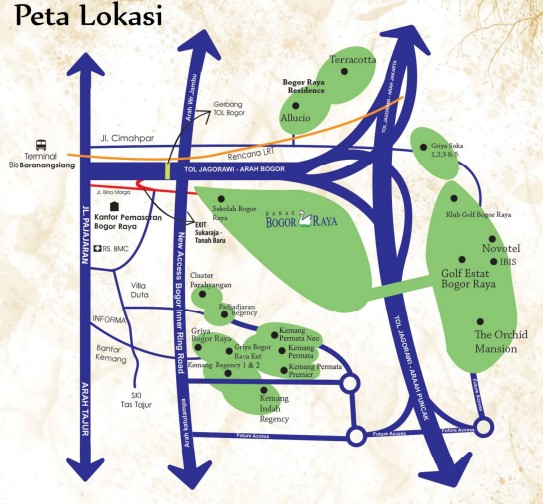 Peta Lokasi
Arah Wr.Jambu
Terracotta
Bogor Raya
Residence
Allucio
Gerbang
TOL Bogor
TOL JAGORAWI - ARAH JAKARTA
Jl. Cimahpar
Rencana LRT
Griya Soka
1,2,3 & 5
Terminal
Bis Baranangsiang
TOL JAGORAWI - ARAH BOGOR
Jl. Bina Marga
Kantor Pemasaran
Bogor Raya
RS. BMC
Sekolah Bogor
Raya
DANAU
BOGOR RAYA
EXIT
Sukaraja -
Tanah Baru
Klub Golf Bogor Raya
Novotel
IBIS
Golf Estat
Bogor Raya
The Orchid
Mansion
JL. PAJAJARAN
New Access Bogor Inner Ring Road
Villa
Duta
Cluster
Parahyangan
Padjadjaran
Regency
INFORMA
Bantar
Kemang
Griya
Bogor Raya
Griya Bogor
Raya Ext
Kemang Permata Neo
Kemang
Permata
Kemang Permata
Premier
Kemang Regency 1 & 2
Kemang
Indah
Regency
TOL JAGORAWI - ARAAH PUNCAK
SKI
Tas Tajur
ARAH TAJUR
Arah katulampa
Future Access
Future Access
Future Access
Future Access